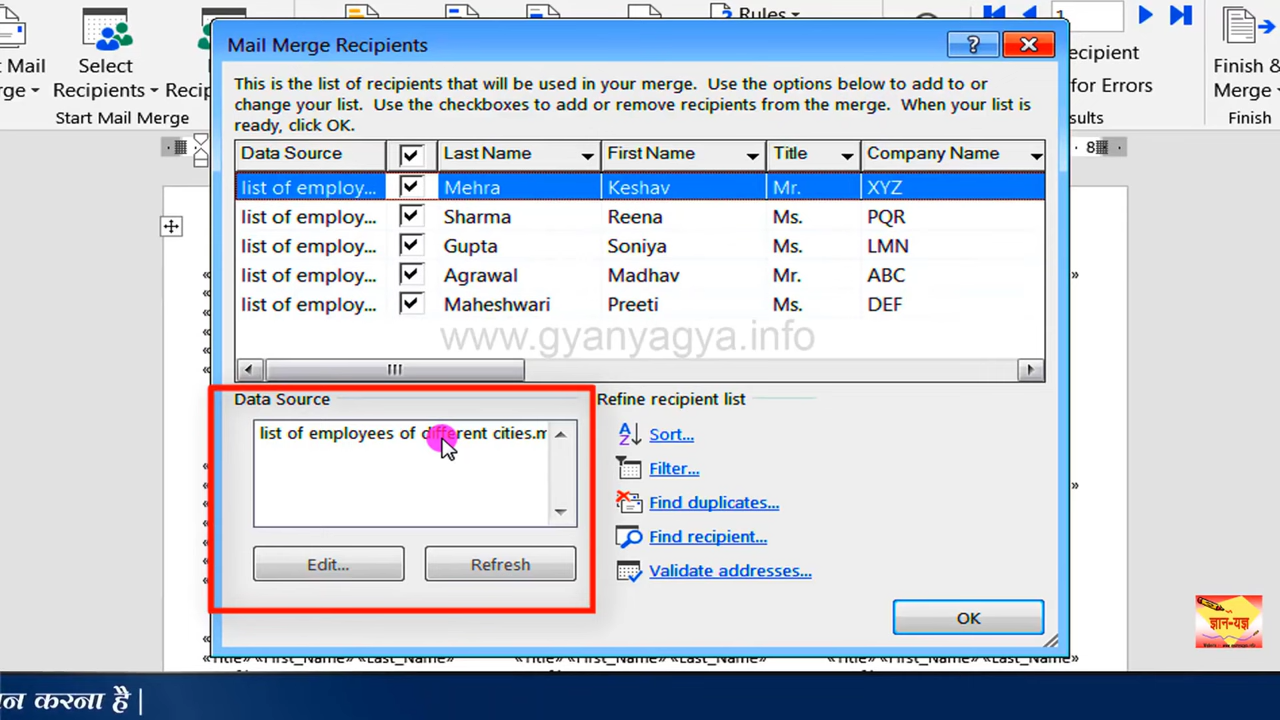 Rules
1
t Mail
rge
Select
Recipients
Recip
Start Mail Merge
ecipient
for Errors
sults
Finish &
Merge
Finish
8
Mail Merge Recipients
?
This is the list of recipients that will be used in your merge. Use the options below to add to or
change your list. Use the checkboxes to add or remove recipients from the merge. When your list is
ready, click OK.
Data Source Last Name First Name Title Company Name
list of employ... Mehra Keshav Mr. XYZ
list of employ... Sharma Reena Ms. PQR
list of employ... Gupta Soniya Ms. LMN
list of employ... Agrawal Madhav Mr. ABC
list of employ... Maheshwari Preeti Ms. DEF
www.gyanyagya.info
Data Source
list of employees of different cities.m
Edit... Refresh
Refine recipient list
Sort...
Filter...
Find duplicates...
Find recipient...
Validate addresses...
OK
ज्ञान-यज्ञ
«Title» «First_Name» «Last_Name» «Title» «First_Name» «Last_Name» «Title» «First_Name» «Last_Name»
न करना है |